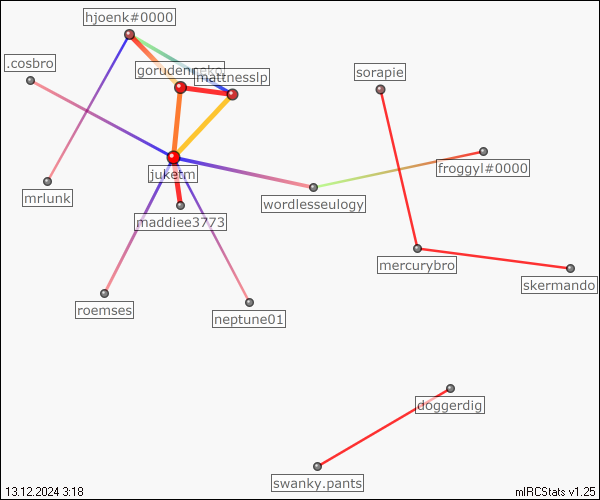 hjoenk#0000
.cosbro
mattnesslp
sorapie
froggyl#0000
juketm
mrlunk
wordlesseulogy
maddiee3773
mercurybro
skermando
roemses
neptune01
doggerdig
swanky.pants
13.12.2024 3:18
mIRCStats v1.25